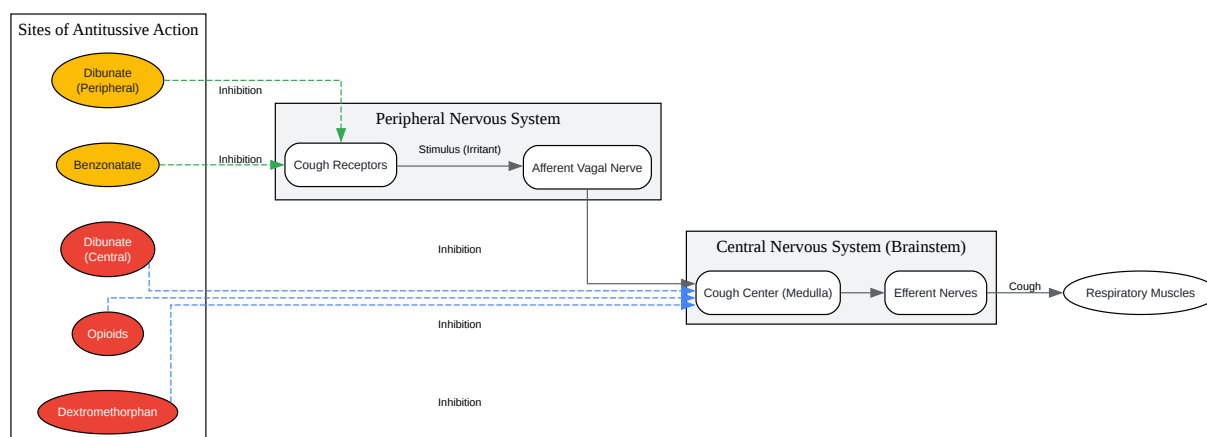 Sites of Antitussive Action
Dibunate
(Peripheral)
Inhibition
Peripheral Nervous System
Benzonatate
Inhibition
Cough Receptors
Stimulus (Irritant)
Afferent Vagal Nerve
Dibunate
(Central)
Inhibition
Central Nervous System (Brainstem)
Cough Center (Medulla)
Efferent Nerves
Cough
Respiratory Muscles
Opioids
Inhibition
Dextromethorphan
Inhibition